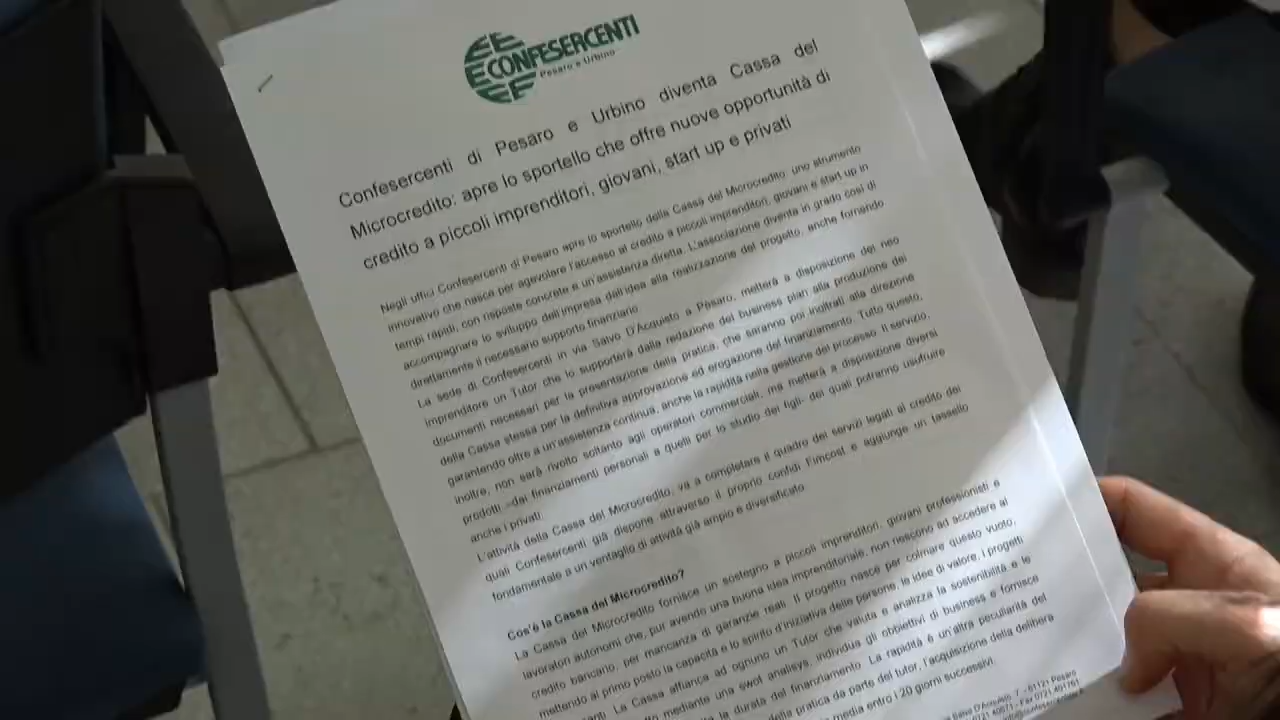 CONFESERCENTI
Pesaro e Urbino
Confesercenti di Pesaro e Urbino diventa Cassa del
Microcredito: apre lo sportello che offre nuove opportunità di
credito a piccoli imprenditori, giovani, start up e privati
Negli uffici Confesercenti di Pesaro apre lo sportello della Cassa del Microcredito: uno strumento
innovativo che nasce per agevolare l'accesso al credito a piccoli imprenditori, giovani e start up in
tempi rapidi, con risposte concrete e un'assistenza diretta. L'associazione diventa in grado così di
accompagnare lo sviluppo dell'impresa dall'idea alla realizzazione del progetto, anche fornendo
direttamente il necessario supporto finanziario.
La sede di Confesercenti in via Salvo D'Acquisto a Pesaro, metterà a disposizione del neo
imprenditore un Tutor che lo supporterà dalla redazione del business plan alla produzione dei
documenti necessari per la presentazione della pratica, che saranno poi inoltrati alla direzione
della Cassa stessa per la definitiva approvazione ed erogazione del finanziamento. Tutto questo,
garantendo oltre a un'assistenza continua, anche la rapidità nella gestione del processo. Il servizio,
inoltre, non sarà rivolto soltanto agli operatori commerciali, ma metterà a disposizione diversi
prodotti –dai finanziamenti personali a quelli per lo studio dei figli- dei quali potranno usufruire
anche i privati.
L'attività della Cassa del Microcredito, va a completare il quadro dei servizi legati al credito dei
quali Confesercenti già dispone attraverso il proprio confidi l'Imcost e aggiunge un tassello
fondamentale a un ventaglio di attività già ampio e diversificato.
Cos'è la Cassa del Microcredito?
La Cassa del Microcredito fornisce un sostegno a piccoli imprenditori, giovani professionisti e
lavoratori autonomi che, pur avendo una buona idea imprenditoriale, non riescono ad accedere al
credito bancario, per mancanza di garanzie reali. Il progetto nasce per colmare questo vuoto,
mettendo al primo posto la capacità e lo spirito d'iniziativa delle persone, le idee di valore, i progetti
La Cassa affianca ad ognuno un Tutor che valuta e analizza la sostenibilità e le
mediante una swot analisys, individua gli obbiettivi di business e fornisce
la durata del finanziamento. La rapidità è un'altra peculiarità del
della pratica da parte del tutor, l'acquisizione della delibera
media entro i 20 giorni successivi.
Salvo D'Acquisto, 7 - 61121 Pesaro